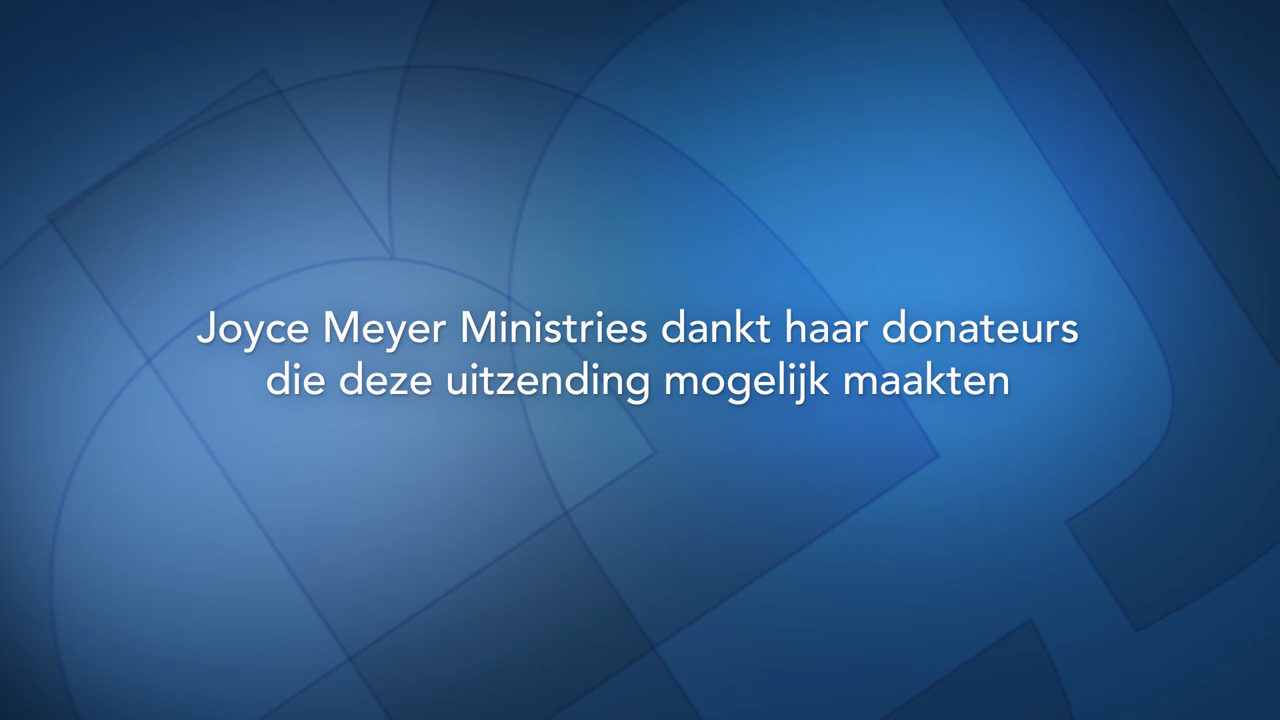 Joyce Meyer Ministries dankt haar donateurs
die deze uitzending mogelijk maakten